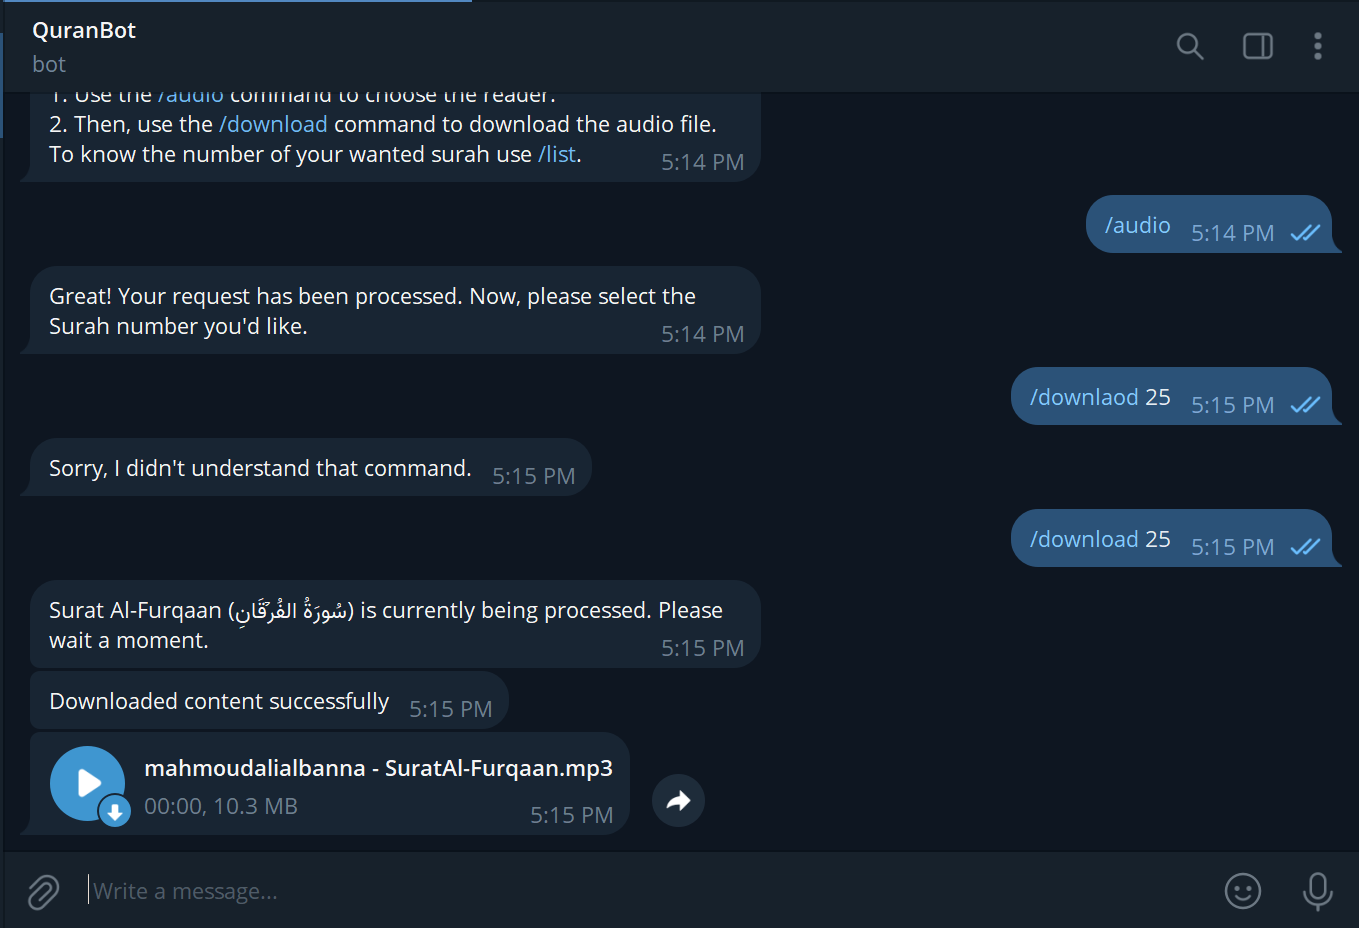 QuranBot
bot
1. Use the /audio command to choose the reader.
2. Then, use the /download command to download the audio file.
To know the number of your wanted surah use /list.
5:14 PM
/audio 5:14 PM
Great! Your request has been processed. Now, please select the
Surah number you'd like.
5:14 PM
/downlaod 25 5:15 PM
Sorry, I didn't understand that command. 5:15 PM
/download 25 5:15 PM
Surat Al-Furqaan (سُورَةُ الفُرۡقَانِ) is currently being processed. Please
wait a moment.
5:15 PM
Downloaded content successfully 5:15 PM
mahmoudalialbanna - SuratAl-Furqaan.mp3
00:00, 10.3 MB
5:15 PM
Write a message...